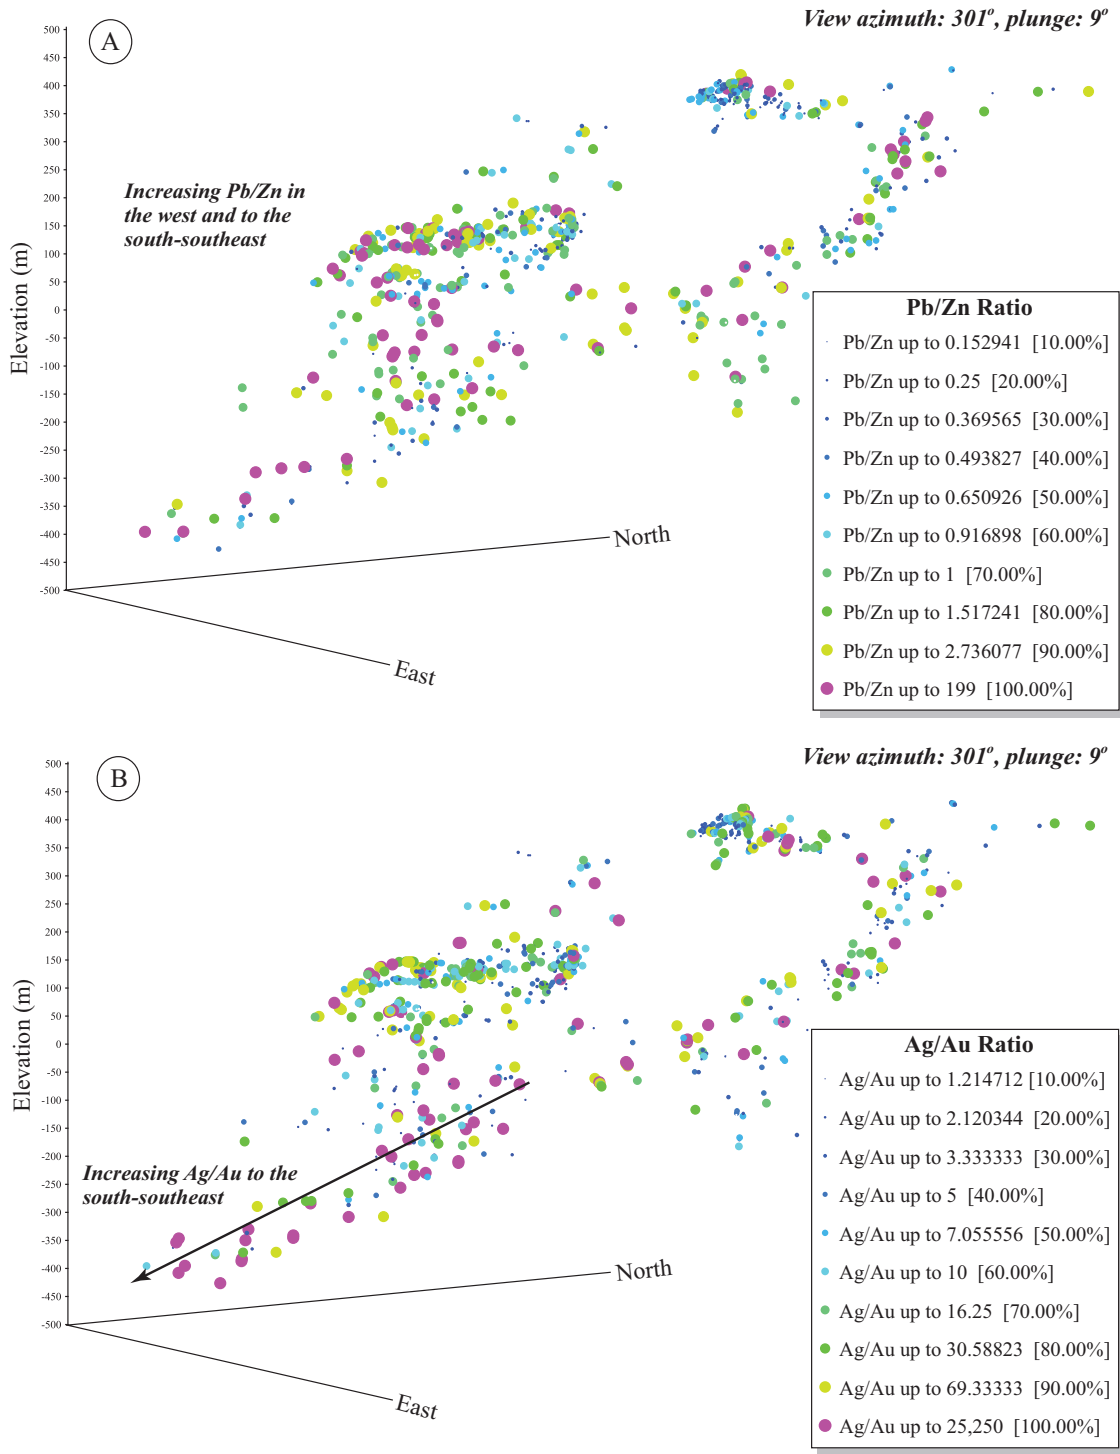 A
View azimuth: 301º, plunge: 9º
500
450
400
350
300
250
200
150
100
50
0
-50
-100
-150
-200
-250
-300
-350
-400
-450
-500
Elevation (m)
Increasing Pb/Zn in
the west and to the
south-southeast
North
East
Pb/Zn Ratio
Pb/Zn up to 0.152941 [10.00%]
Pb/Zn up to 0.25 [20.00%]
Pb/Zn up to 0.369565 [30.00%]
Pb/Zn up to 0.493827 [40.00%]
Pb/Zn up to 0.650926 [50.00%]
Pb/Zn up to 0.916898 [60.00%]
Pb/Zn up to 1 [70.00%]
Pb/Zn up to 1.517241 [80.00%]
Pb/Zn up to 2.736077 [90.00%]
Pb/Zn up to 199 [100.00%]
B
View azimuth: 301º, plunge: 9º
500
450
400
350
300
250
200
150
100
50
0
-50
-100
-150
-200
-250
-300
-350
-400
-450
-500
Elevation (m)
Increasing Ag/Au to the
south-southeast
North
East
Ag/Au Ratio
Ag/Au up to 1.214712 [10.00%]
Ag/Au up to 2.120344 [20.00%]
Ag/Au up to 3.333333 [30.00%]
Ag/Au up to 5 [40.00%]
Ag/Au up to 7.055556 [50.00%]
Ag/Au up to 10 [60.00%]
Ag/Au up to 16.25 [70.00%]
Ag/Au up to 30.58823 [80.00%]
Ag/Au up to 69.33333 [90.00%]
Ag/Au up to 25,250 [100.00%]